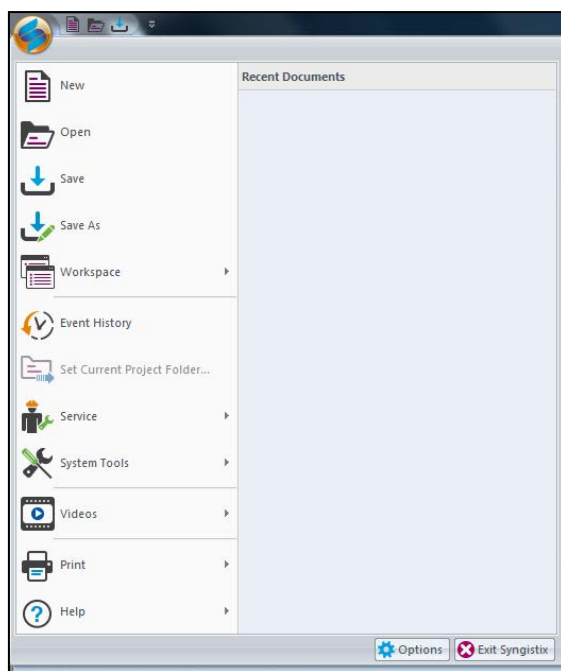 New
Recent Documents
Open
Save
Save As
Workspace
Event History
Set Current Project Folder...
Service
System Tools
Videos
Print
Help
Options
Exit Syngistix